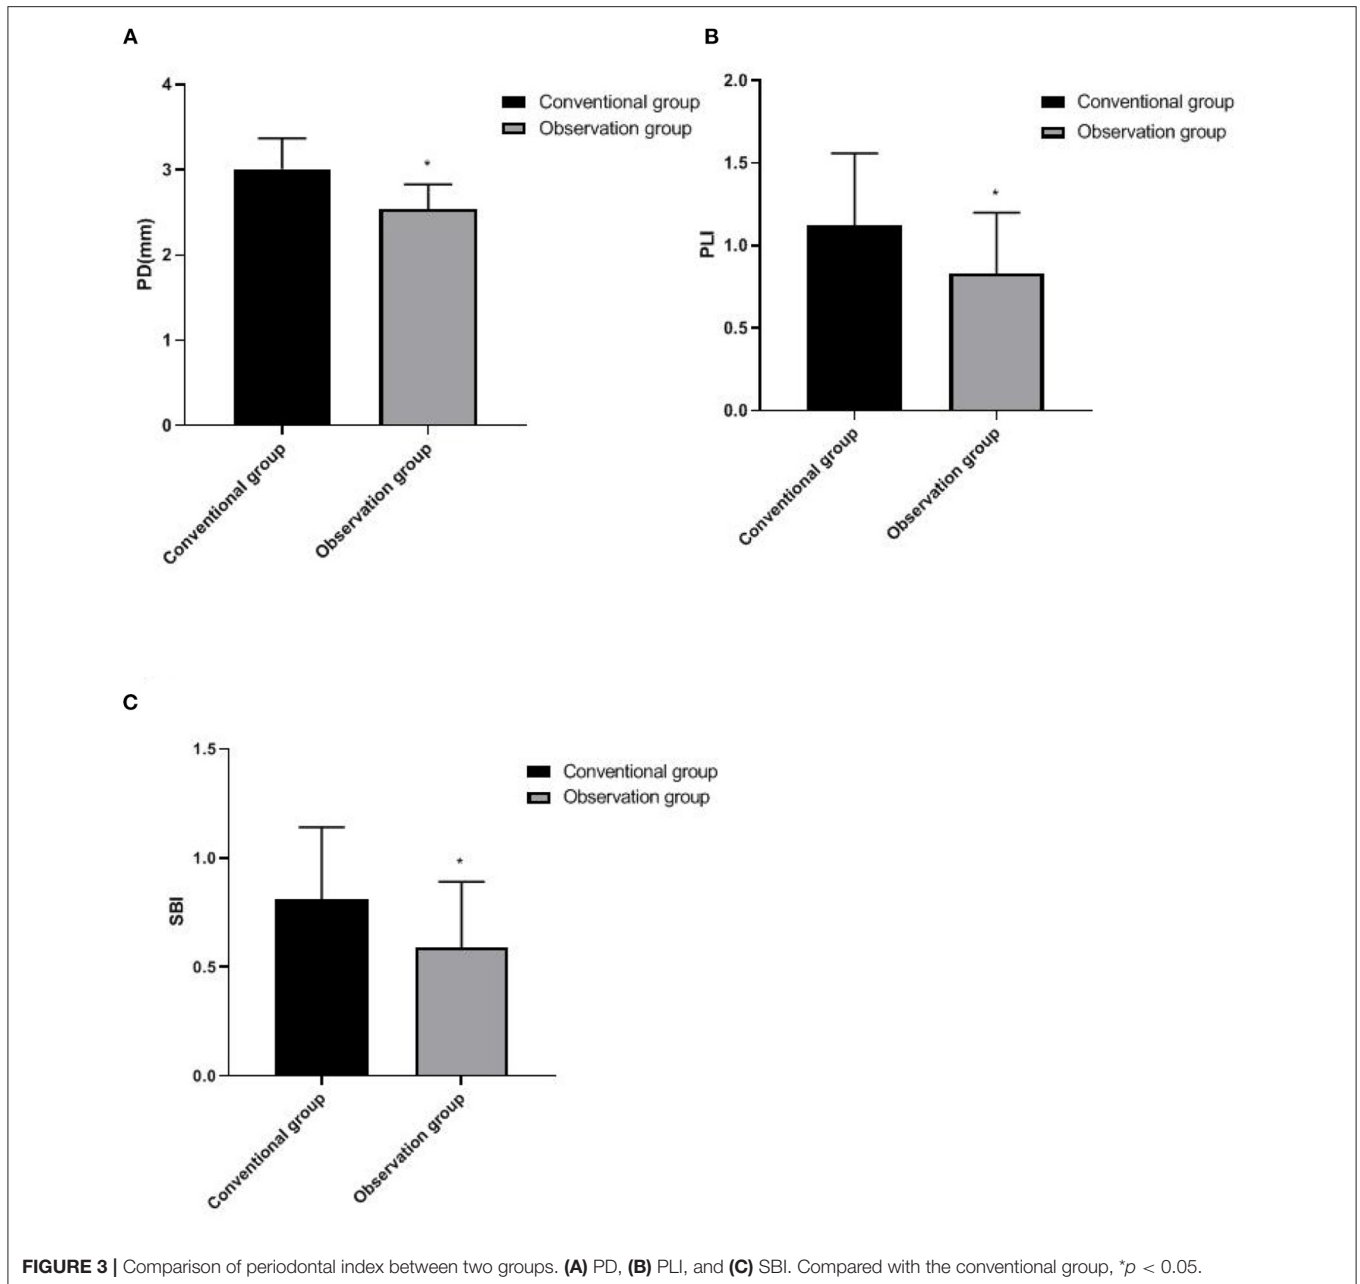 A
4
3
2
1
0
PD(mm)
Conventional group
Observation group
*
Conventional group
Observation group
B
2.0
1.5
1.0
0.5
0.0
PLI
Conventional group
Observation group
*
Conventional group
Observation group
C
1.5
1.0
0.5
0.0
SBI
Conventional group
Observation group
*
Conventional group
Observation group
FIGURE 3 | Comparison of periodontal index between two groups. (A) PD, (B) PLI, and (C) SBI. Compared with the conventional group, *p < 0.05.